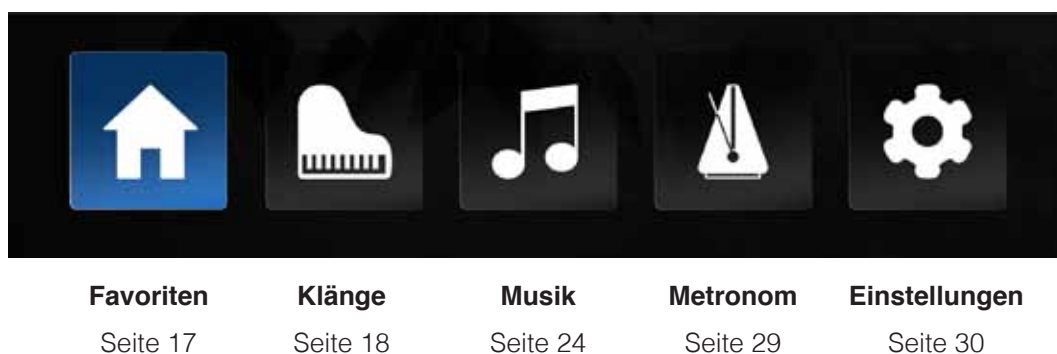 Favoriten Klänge Musik Metronom Einstellungen
Seite 17 Seite 18 Seite 24 Seite 29 Seite 30